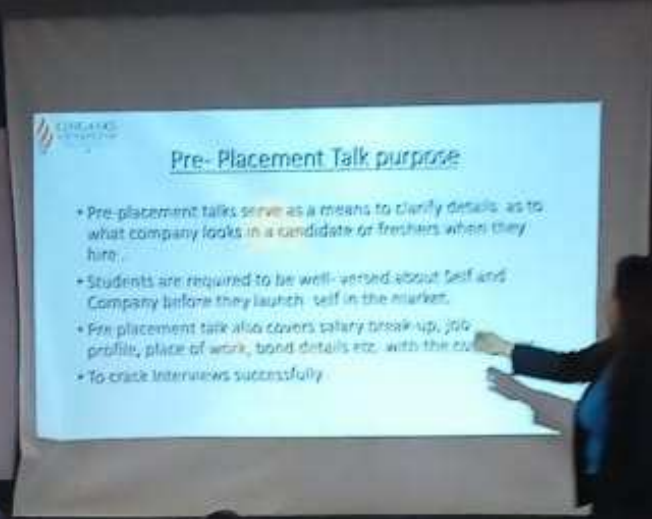 Pre- Placement Talk purpose
• Pre-placement talks serve as a means to clarify details as to
what company looks in a candidate or freshers when they
hire.
• Students are required to be well- versed about Self and
Company before they launch self in the market.
• Pre placement talk also covers salary break-up, job
profile, place of work, bond details etc. with the
• To crack Interviews successfully